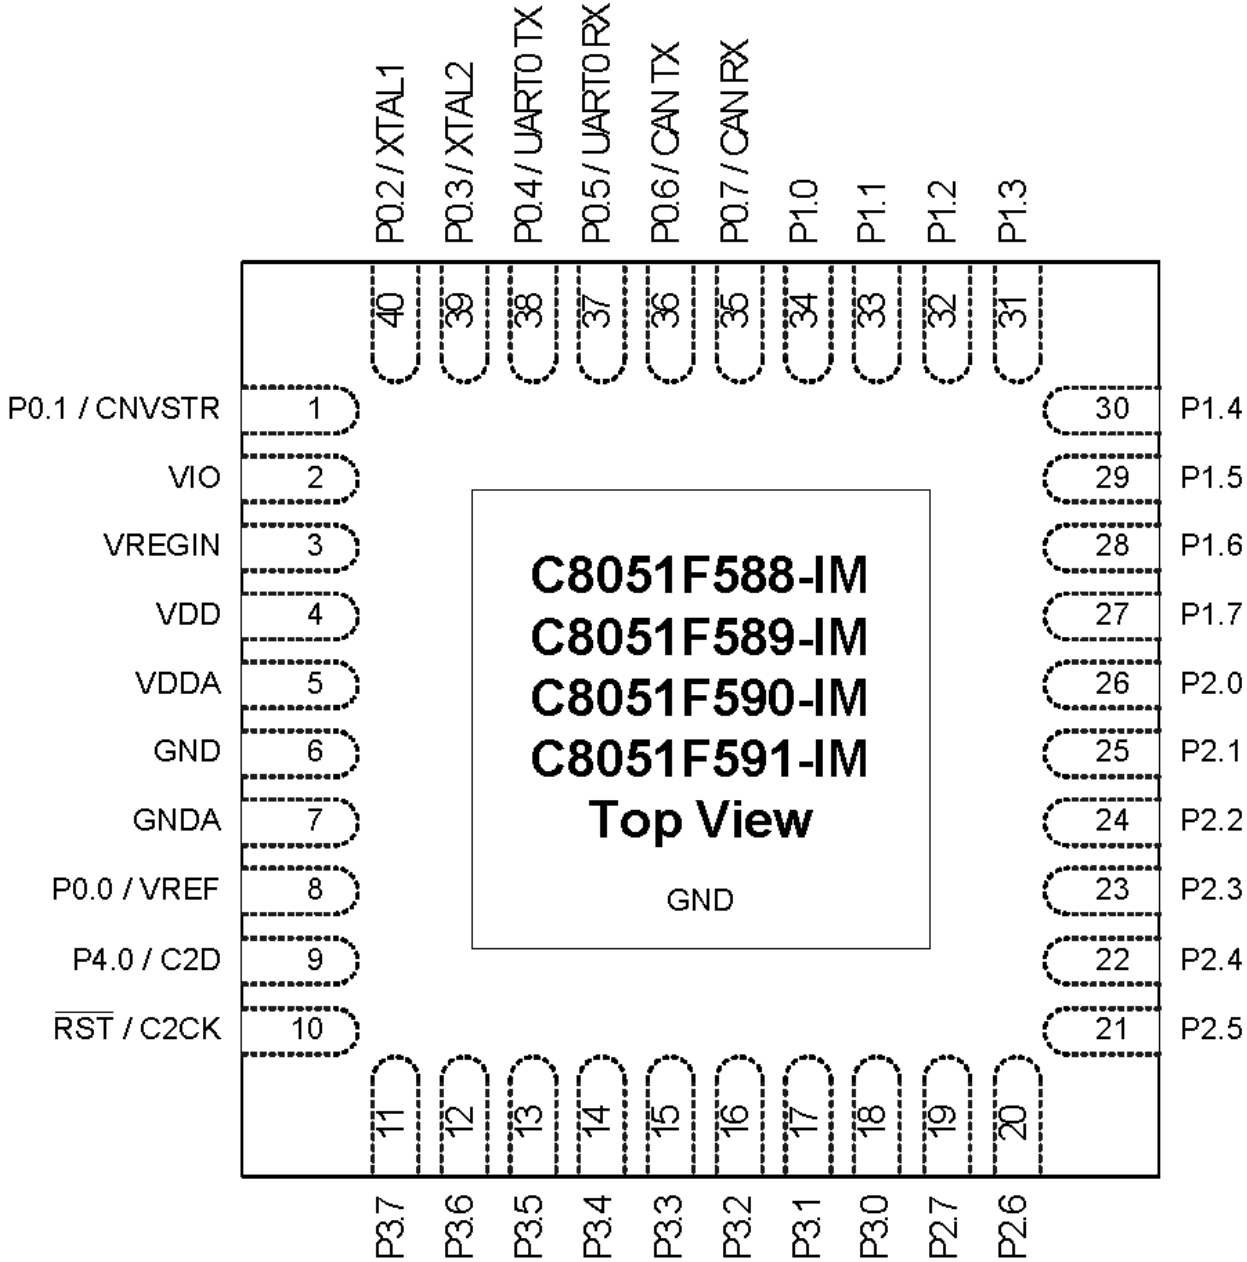 P0.2 / XTAL1
P0.3 / XTAL2
P0.4 / UART0 TX
P0.5 / UART0 RX
P0.6 / CAN TX
P0.7 / CAN RX
P1.0
P1.1
P1.2
P1.3
40
39
38
37
36
35
34
33
32
31
P0.1 / CNVSTR 1
VIO 2
VREGIN 3
VDD 4
VDDA 5
GND 6
GNDA 7
P0.0 / VREF 8
P4.0 / C2D 9
RST / C2CK 10
C8051F588-IM
C8051F589-IM
C8051F590-IM
C8051F591-IM
Top View
GND
30 P1.4
29 P1.5
28 P1.6
27 P1.7
26 P2.0
25 P2.1
24 P2.2
23 P2.3
22 P2.4
21 P2.5
11
12
13
14
15
16
17
18
19
20
P3.7
P3.6
P3.5
P3.4
P3.3
P3.2
P3.1
P3.0
P2.7
P2.6